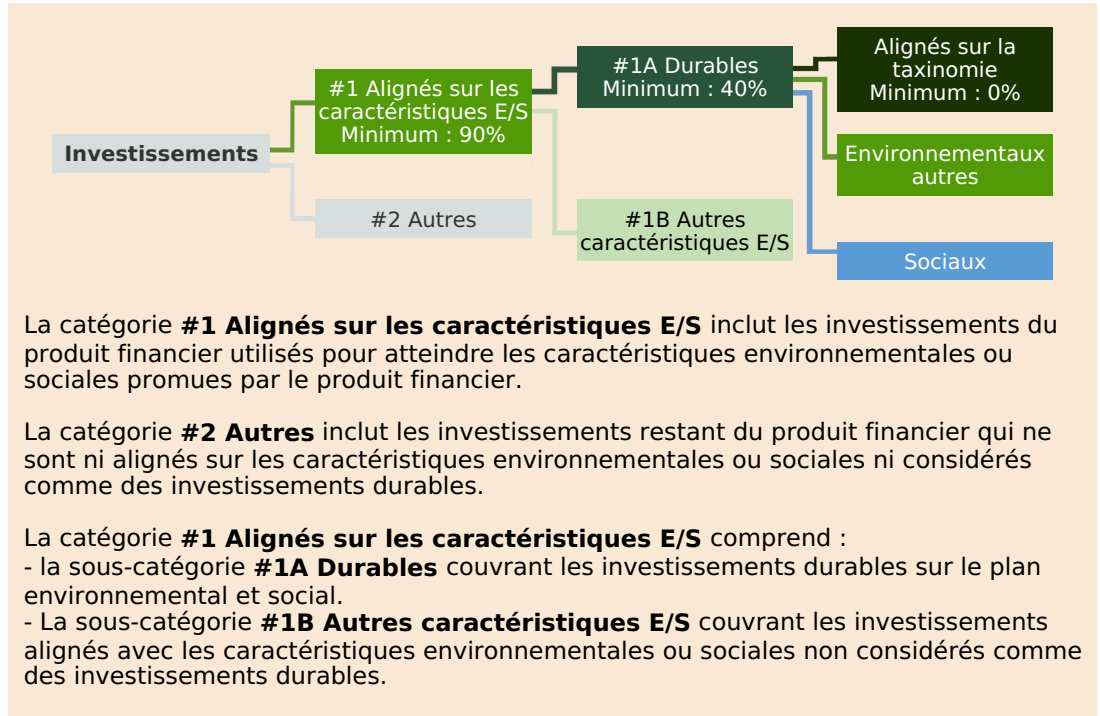 Investissements
#1 Alignés sur les
caractéristiques E/S
Minimum : 90%
#2 Autres
#1A Durables
Minimum : 40%
#1B Autres
caractéristiques E/S
Alignés sur la
taxinomie
Minimum : 0%
Environnementaux
autres
Sociaux
La catégorie #1 Alignés sur les caractéristiques E/S inclut les investissements du
produit financier utilisés pour atteindre les caractéristiques environnementales ou
sociales promues par le produit financier.
La catégorie #2 Autres inclut les investissements restant du produit financier qui ne
sont ni alignés sur les caractéristiques environnementales ou sociales ni considérés
comme des investissements durables.
La catégorie #1 Alignés sur les caractéristiques E/S comprend :
- la sous-catégorie #1A Durables couvrant les investissements durables sur le plan
environnemental et social.
- La sous-catégorie #1B Autres caractéristiques E/S couvrant les investissements
alignés avec les caractéristiques environnementales ou sociales non considérés comme
des investissements durables.